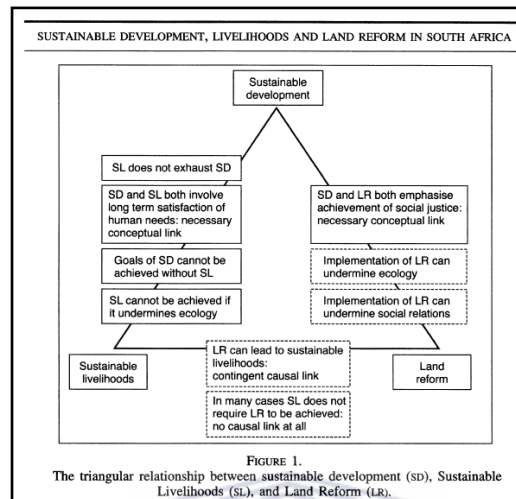 SUSTAINABLE DEVELOPMENT, LIVELIHOODS AND LAND REFORM IN SOUTH AFRICA
Sustainable
development
SL does not exhaust SD
SD and SL both involve
long term satisfaction of
human needs: necessary
conceptual link
Goals of SD cannot be
achieved without SL
SL cannot be achieved if
it undermines ecology
SD and LR both emphasise
achievement of social justice:
necessary conceptual link
Implementation of LR can
undermine ecology
Implementation of LR can
undermine social relations
Sustainable
livelihoods
LR can lead to sustainable
livelihoods:
contingent causal link
In many cases SL does not
require LR to be achieved:
no causal link at all
Land
reform
FIGURE 1.
The triangular relationship between sustainable development (SD), Sustainable
Livelihoods (SL), and Land Reform (LR).